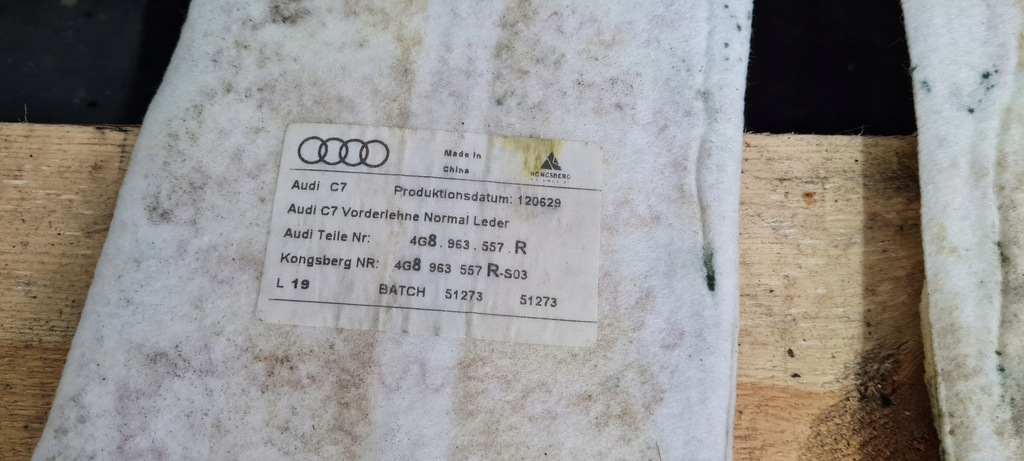 Made in
China
KONGSBERG
Audi C7 Produktionsdatum: 120629
Audi C7 Vorderlehne Normal Leder
Audi Teile Nr: 4G8.963.557.R
Kongsberg NR: 4G8 963 557 R-S03
L 19 BATCH 51273 51273